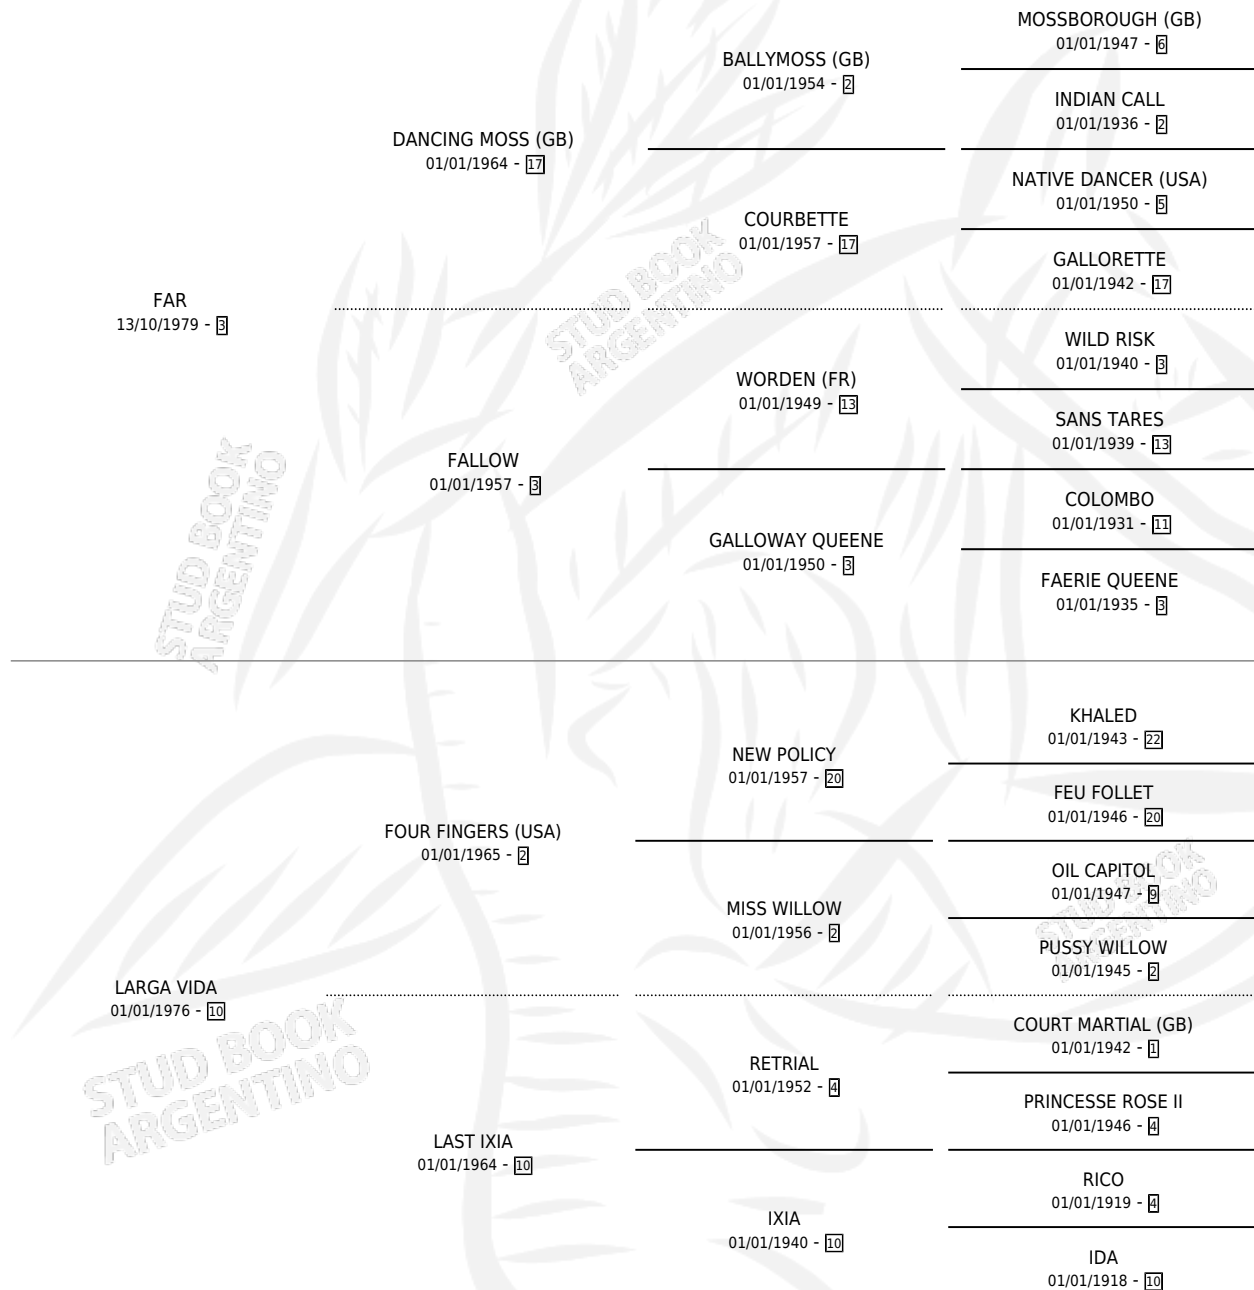 MOSSBOROUGH (GB)
01/01/1947 - 6
BALLYMOSS (GB)
01/01/1954 - 2
INDIAN CALL
01/01/1936 - 2
DANCING MOSS (GB)
01/01/1964 - 17
NATIVE DANCER (USA)
01/01/1950 - 5
COURBETTE
01/01/1957 - 17
GALLORETTE
01/01/1942 - 17
FAR
13/10/1979 - 3
WILD RISK
01/01/1940 - 3
WORDEN (FR)
01/01/1949 - 13
SANS TARES
01/01/1939 - 13
FALLOW
01/01/1957 - 3
COLOMBO
01/01/1931 - 11
GALLOWAY QUEENE
01/01/1950 - 3
FAERIE QUEENE
01/01/1935 - 3
KHALED
01/01/1943 - 22
NEW POLICY
01/01/1957 - 20
FEU FOLLET
01/01/1946 - 20
FOUR FINGERS (USA)
01/01/1965 - 2
OIL CAPITOL
01/01/1947 - 9
MISS WILLOW
01/01/1956 - 2
PUSSY WILLOW
01/01/1945 - 2
LARGA VIDA
01/01/1976 - 10
COURT MARTIAL (GB)
01/01/1942 - 1
RETRIAL
01/01/1952 - 4
PRINCESSE ROSE II
01/01/1946 - 4
LAST IXIA
01/01/1964 - 10
RICO
01/01/1919 - 4
IXIA
01/01/1940 - 10
IDA
01/01/1918 - 10
STUD BOOK
ARGENTINO
STUD BOOK
ARGENTINO
STUD BOOK
ARGENTINO
STUD BOOK
ARGENTINO